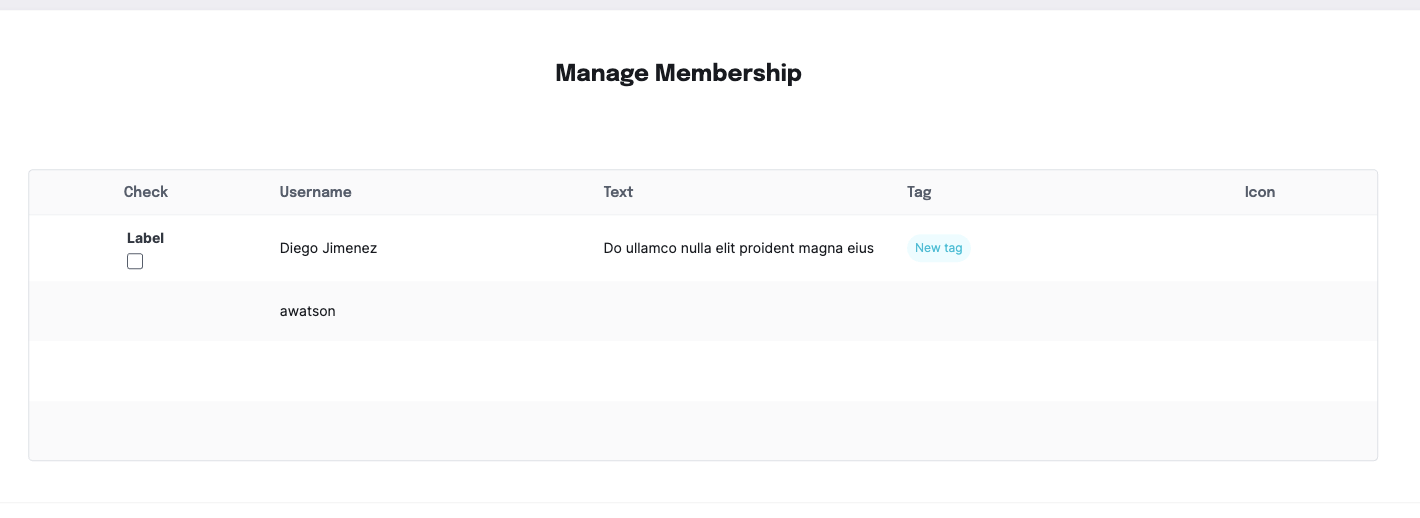 Manage Membership
Check Username Text Tag Icon
Label
Diego Jimenez Do ullamco nulla elit proident magna eius New tag
awatson